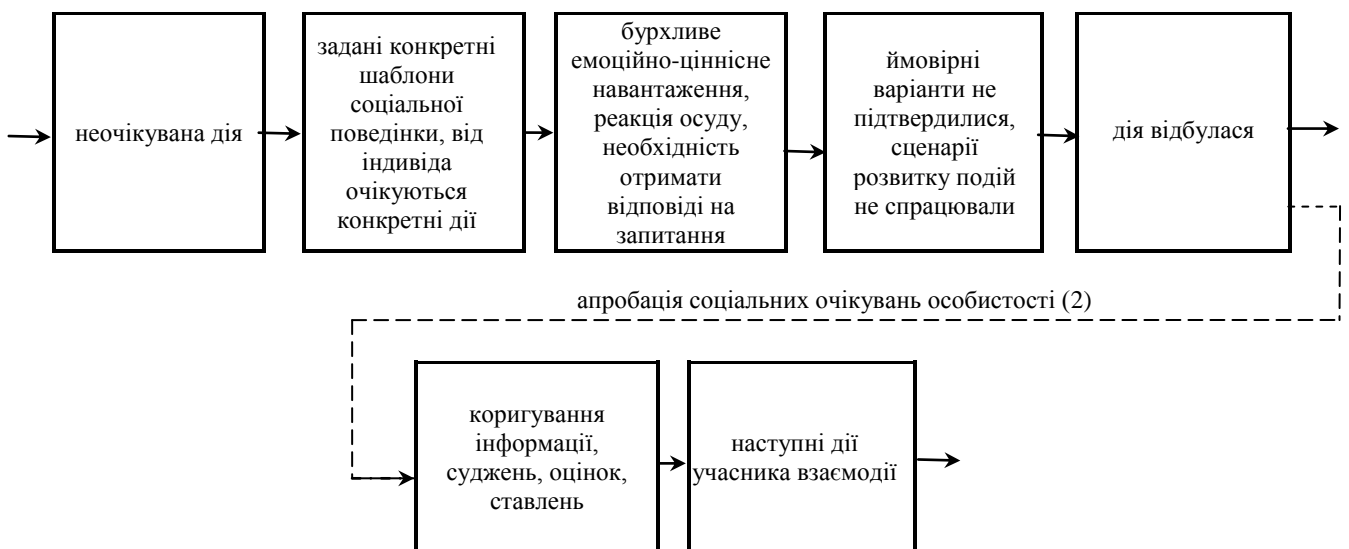 неочікувана дія
задані конкретні
шаблони
соціальної
поведінки, від
індивіда
очікуються
конкретні дії
бурхливе
емоційно-ціннісне
навантаження,
реакція осуду,
необхідність
отримати
відповіді на
запитання
ймовірні
варіанти не
підтвердилися,
сценарії
розвитку подій
не спрацювали
дія відбулася
апробація соціальних очікувань особистості (2)
коригування
інформації,
суджень, оцінок,
ставлень
наступні дії
учасника взаємодії